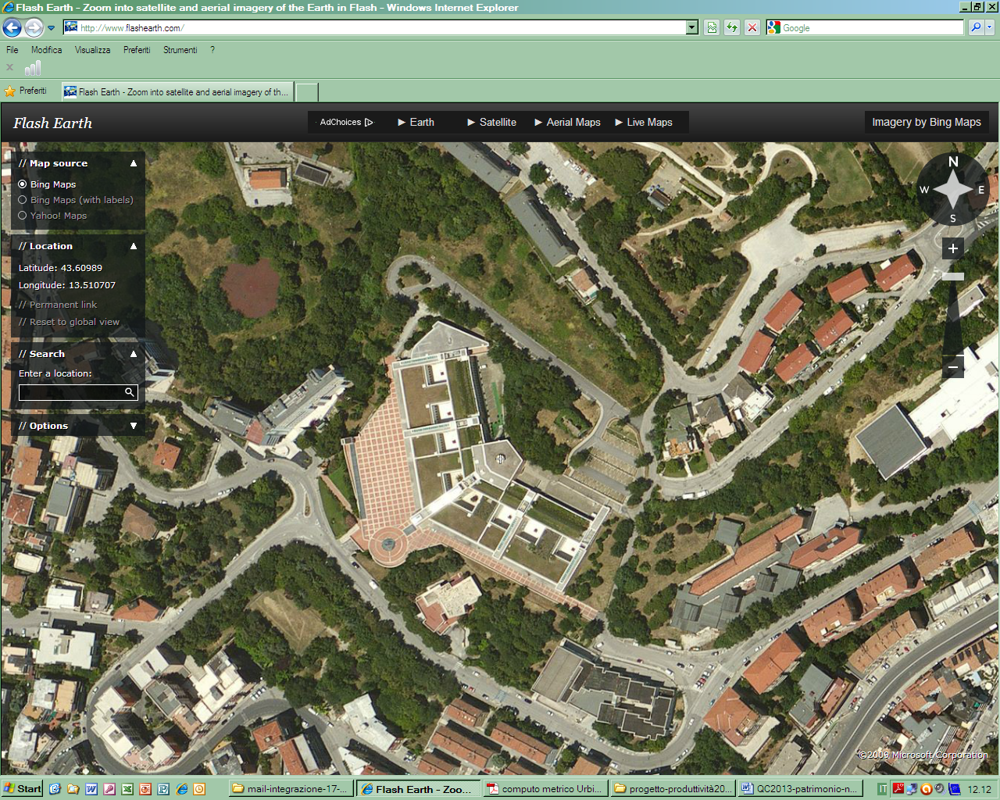 Flash Earth - Zoom into satellite and aerial imagery of the Earth in Flash - Windows Internet Explorer
http://www.flashearth.com/
Google
File Modifica Visualizza Preferiti Strumenti ?
Preferiti
Flash Earth - Zoom into satellite and aerial imagery of th...
Flash Earth
AdChoices
Earth
Satellite
Aerial Maps
Live Maps
Imagery by Bing Maps
// Map source
Bing Maps
Bing Maps (with labels)
Yahoo! Maps
// Location
Latitude: 43.60989
Longitude: 13.510707
// Permanent link
// Reset to global view
// Search
Enter a location:
// Options
N
W
E
S
+
−
©2009 Microsoft Corporation
Start
mail-integrazione-17-...
Flash Earth - Zoo...
computo metrico Urbi...
progetto-produttività20...
QC2013-patrimonio-n...
IT
12.12